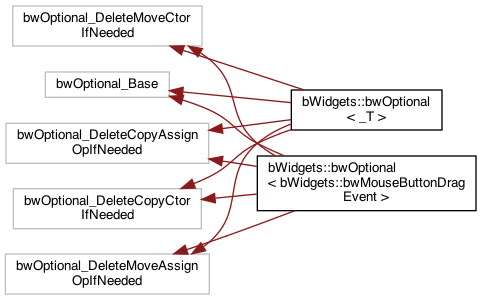 bwOptional_DeleteMoveCtor
IfNeeded
bwOptional_Base
bWidgets::bwOptional
< _T >
bwOptional_DeleteCopyAssign
OpIfNeeded
bWidgets::bwOptional
< bWidgets::bwMouseButtonDrag
Event >
bwOptional_DeleteCopyCtor
IfNeeded
bwOptional_DeleteMoveAssign
OpIfNeeded